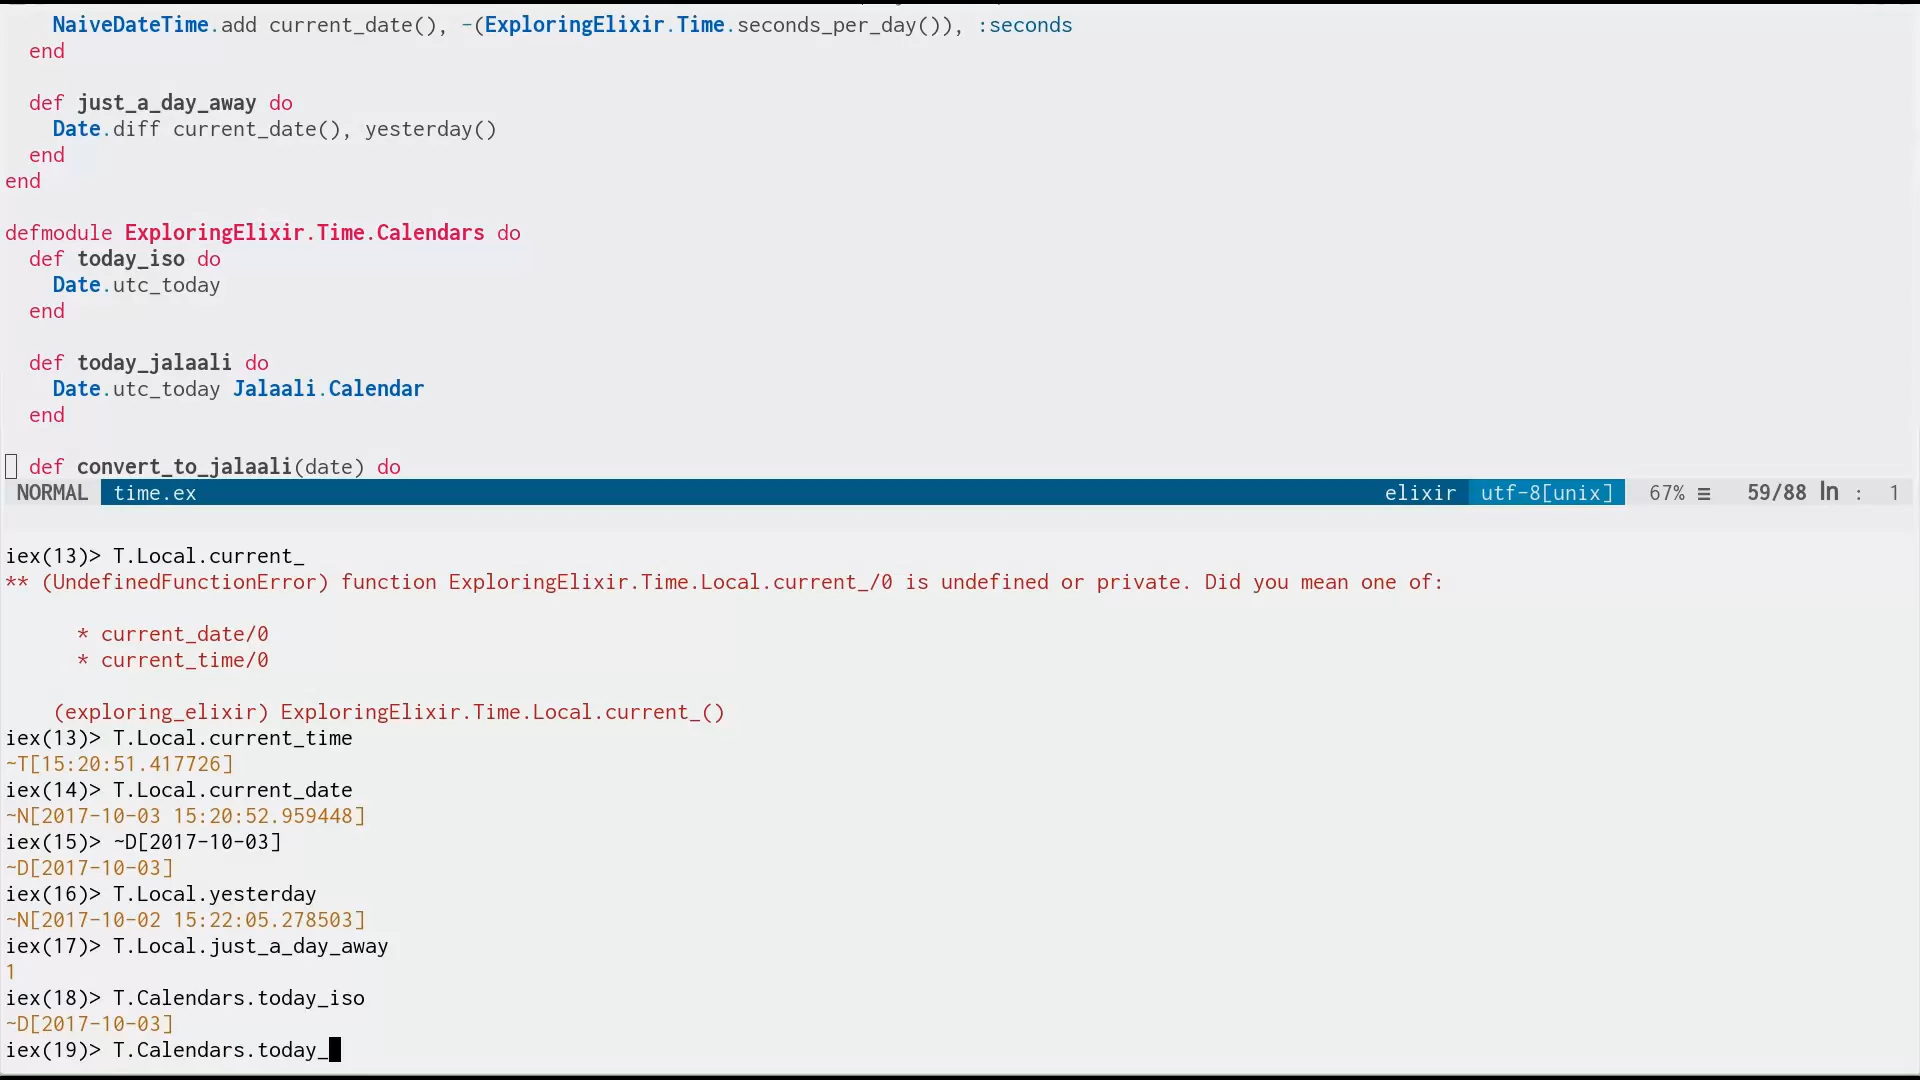 NaiveDateTime.add current_date(), -(ExploringElixir.Time.seconds_per_day()), :seconds
  end

  def just_a_day_away do
    Date.diff current_date(), yesterday()
  end
end

defmodule ExploringElixir.Time.Calendars do
  def today_iso do
    Date.utc_today
  end

  def today_jalaali do
    Date.utc_today Jalaali.Calendar
  end

  def convert_to_jalaali(date) do
NORMAL time.ex elixir utf-8[unix] 67% ≡ 59/88 ln : 1

iex(13)> T.Local.current_
** (UndefinedFunctionError) function ExploringElixir.Time.Local.current_/0 is undefined or private. Did you mean one of:

      * current_date/0
      * current_time/0

    (exploring_elixir) ExploringElixir.Time.Local.current_()
iex(13)> T.Local.current_time
~T[15:20:51.417726]
iex(14)> T.Local.current_date
~N[2017-10-03 15:20:52.959448]
iex(15)> ~D[2017-10-03]
~D[2017-10-03]
iex(16)> T.Local.yesterday
~N[2017-10-02 15:22:05.278503]
iex(17)> T.Local.just_a_day_away
1
iex(18)> T.Calendars.today_iso
~D[2017-10-03]
iex(19)> T.Calendars.today_